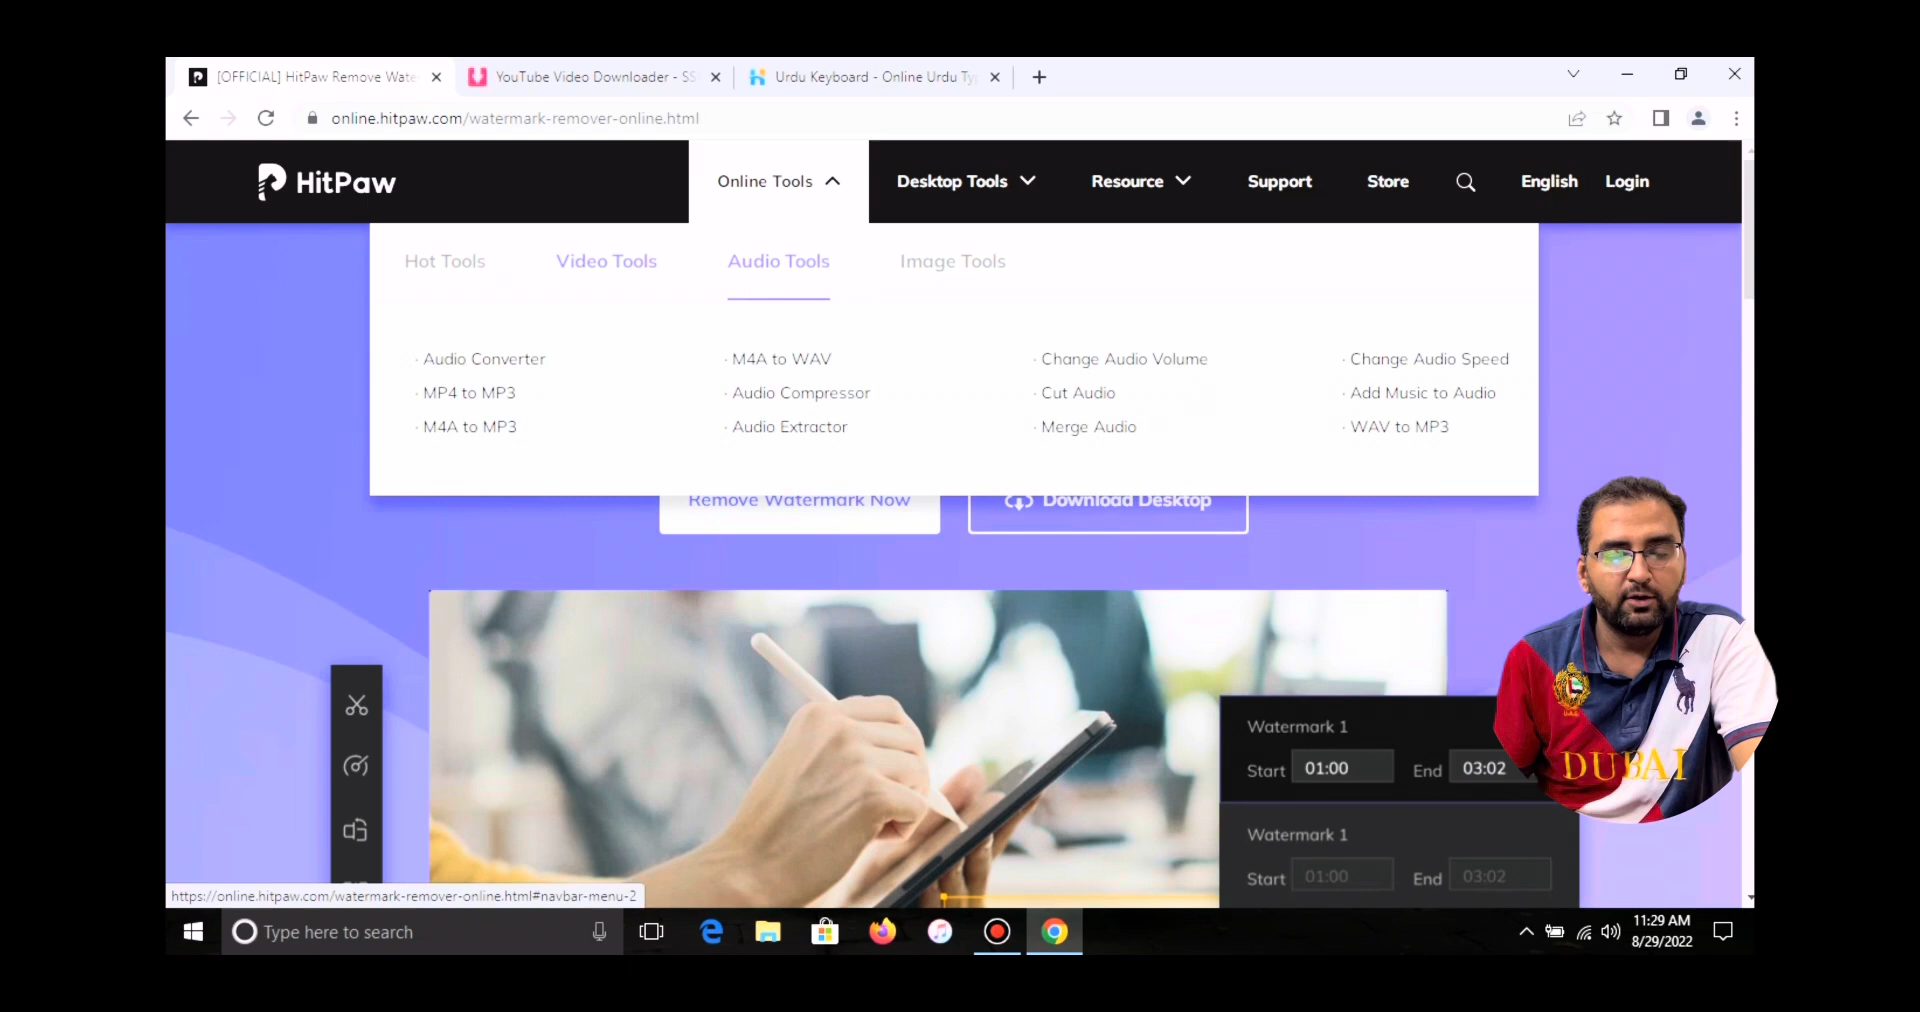 [OFFICIAL] HitPaw Remove Wate
YouTube Video Downloader - SS
Urdu Keyboard - Online Urdu Ty
online.hitpaw.com/watermark-remover-online.html
HitPaw
Online Tools
Desktop Tools
Resource
Support
Store
English
Login
Hot Tools
Video Tools
Audio Tools
Image Tools
· Audio Converter
· M4A to WAV
· Change Audio Volume
· Change Audio Speed
· MP4 to MP3
· Audio Compressor
· Cut Audio
· Add Music to Audio
· M4A to MP3
· Audio Extractor
· Merge Audio
· WAV to MP3
Remove Watermark Now
Download Desktop
Watermark 1
Start 01:00 End 03:02
DUBAI
Watermark 1
Start 01:00 End 03:02
https://online.hitpaw.com/watermark-remover-online.html#navbar-menu-2
Type here to search
11:29 AM
8/29/2022